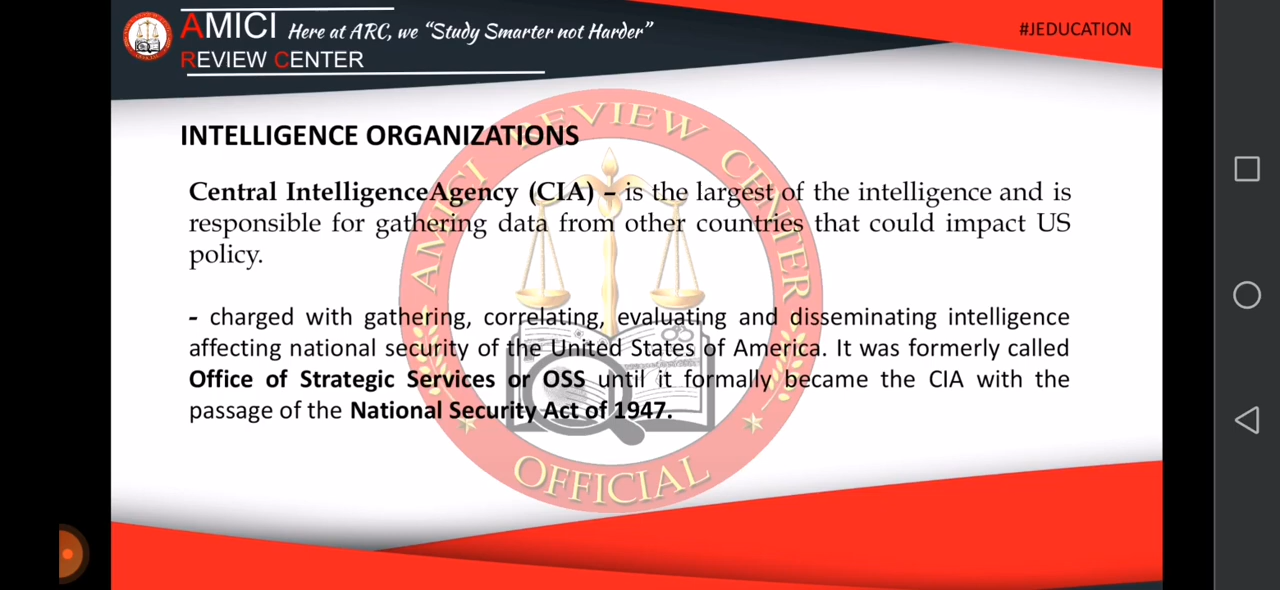 AMICI Here at ARC, we “Study Smarter not Harder”
REVIEW CENTER
#JEDUCATION
INTELLIGENCE ORGANIZATIONS
Central IntelligenceAgency (CIA) – is the largest of the intelligence and is
responsible for gathering data from other countries that could impact US
policy.
- charged with gathering, correlating, evaluating and disseminating intelligence
affecting national security of the United States of America. It was formerly called
Office of Strategic Services or OSS until it formally became the CIA with the
passage of the National Security Act of 1947.
AMICI REVIEW CENTER
OFFICIAL